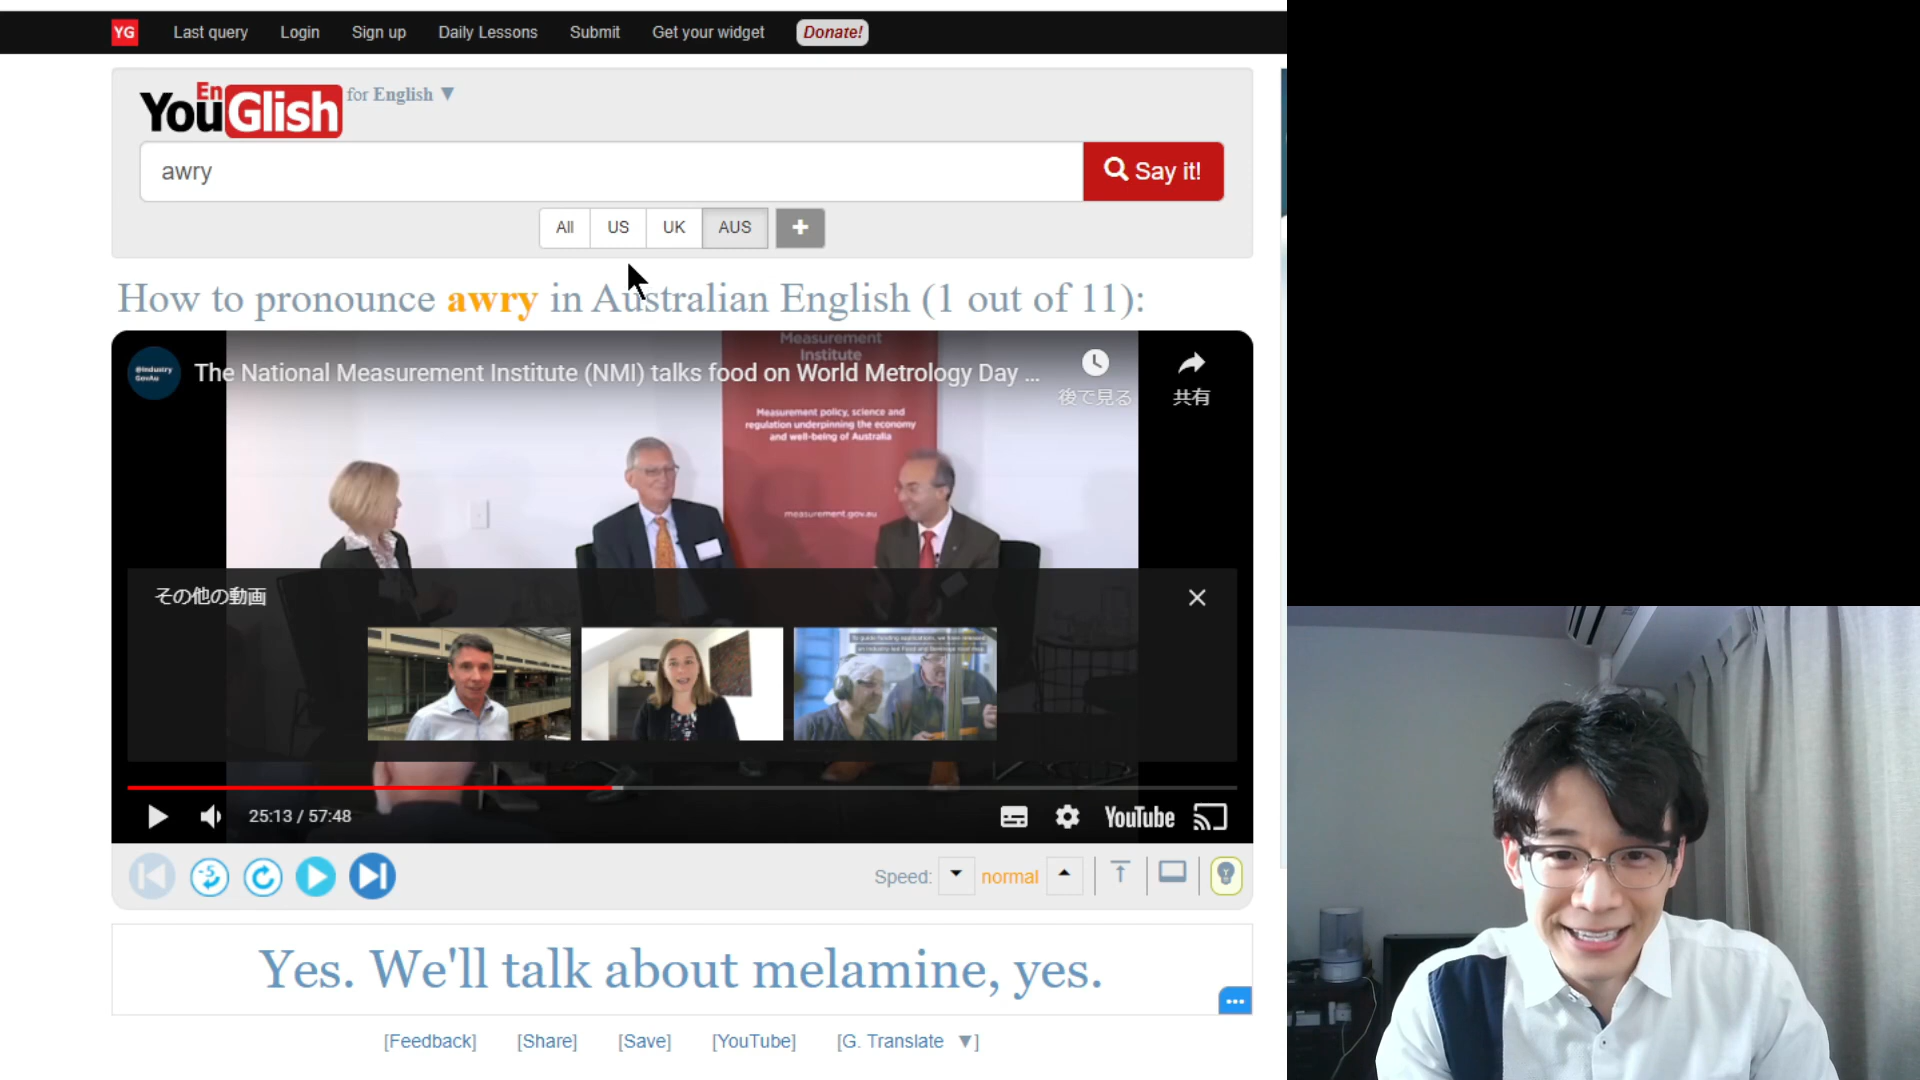 YG Last query Login Sign up Daily Lessons Submit Get your widget Donate!
YouEnGlish for English ▼
awry
Say it!
All US UK AUS +
How to pronounce awry in Australian English (1 out of 11):
The National Measurement Institute (NMI) talks food on World Metrology Day ...
後で見る 共有
Measurement
Institute
Measurement policy, science and
regulation underpinning the economy
and well-being of Australia
measurement.gov.au
その他の動画
25:13 / 57:48
YouTube
Speed: normal
Yes. We'll talk about melamine, yes.
[Feedback] [Share] [Save] [YouTube] [G. Translate ▼]